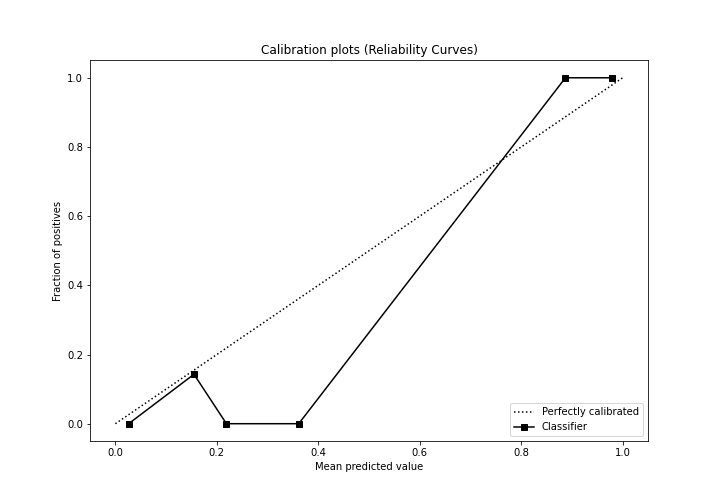 Calibration plots (Reliability Curves)
1.0
0.8
0.6
0.4
0.2
0.0
Fraction of positives
0.0 0.2 0.4 0.6 0.8 1.0
Mean predicted value
Perfectly calibrated
Classifier